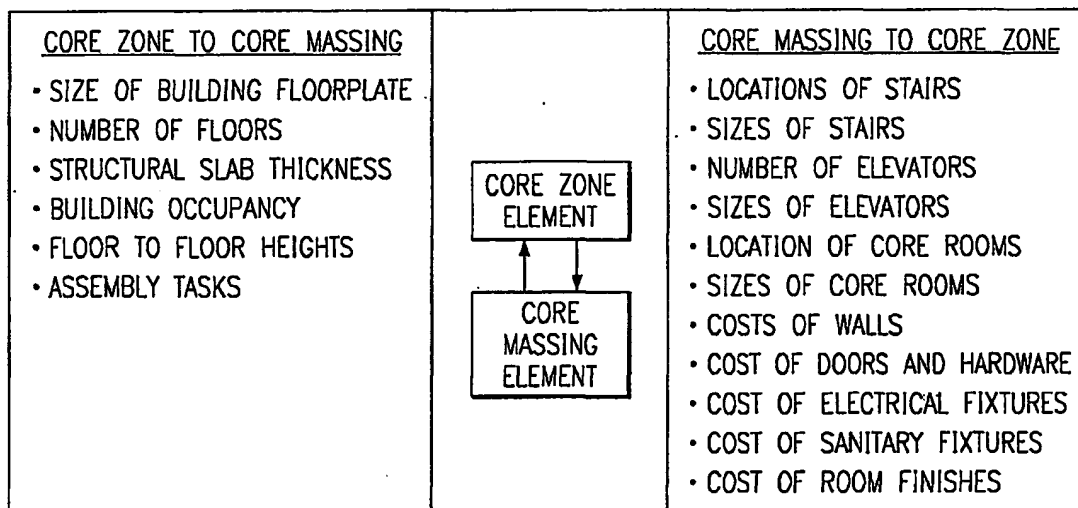 CORE ZONE TO CORE MASSING
• SIZE OF BUILDING FLOORPLATE
• NUMBER OF FLOORS
• STRUCTURAL SLAB THICKNESS
• BUILDING OCCUPANCY
• FLOOR TO FLOOR HEIGHTS
• ASSEMBLY TASKS
CORE ZONE
ELEMENT
CORE
MASSING
ELEMENT
CORE MASSING TO CORE ZONE
• LOCATIONS OF STAIRS
• SIZES OF STAIRS
• NUMBER OF ELEVATORS
• SIZES OF ELEVATORS
• LOCATION OF CORE ROOMS
• SIZES OF CORE ROOMS
• COSTS OF WALLS
• COST OF DOORS AND HARDWARE
• COST OF ELECTRICAL FIXTURES
• COST OF SANITARY FIXTURES
• COST OF ROOM FINISHES